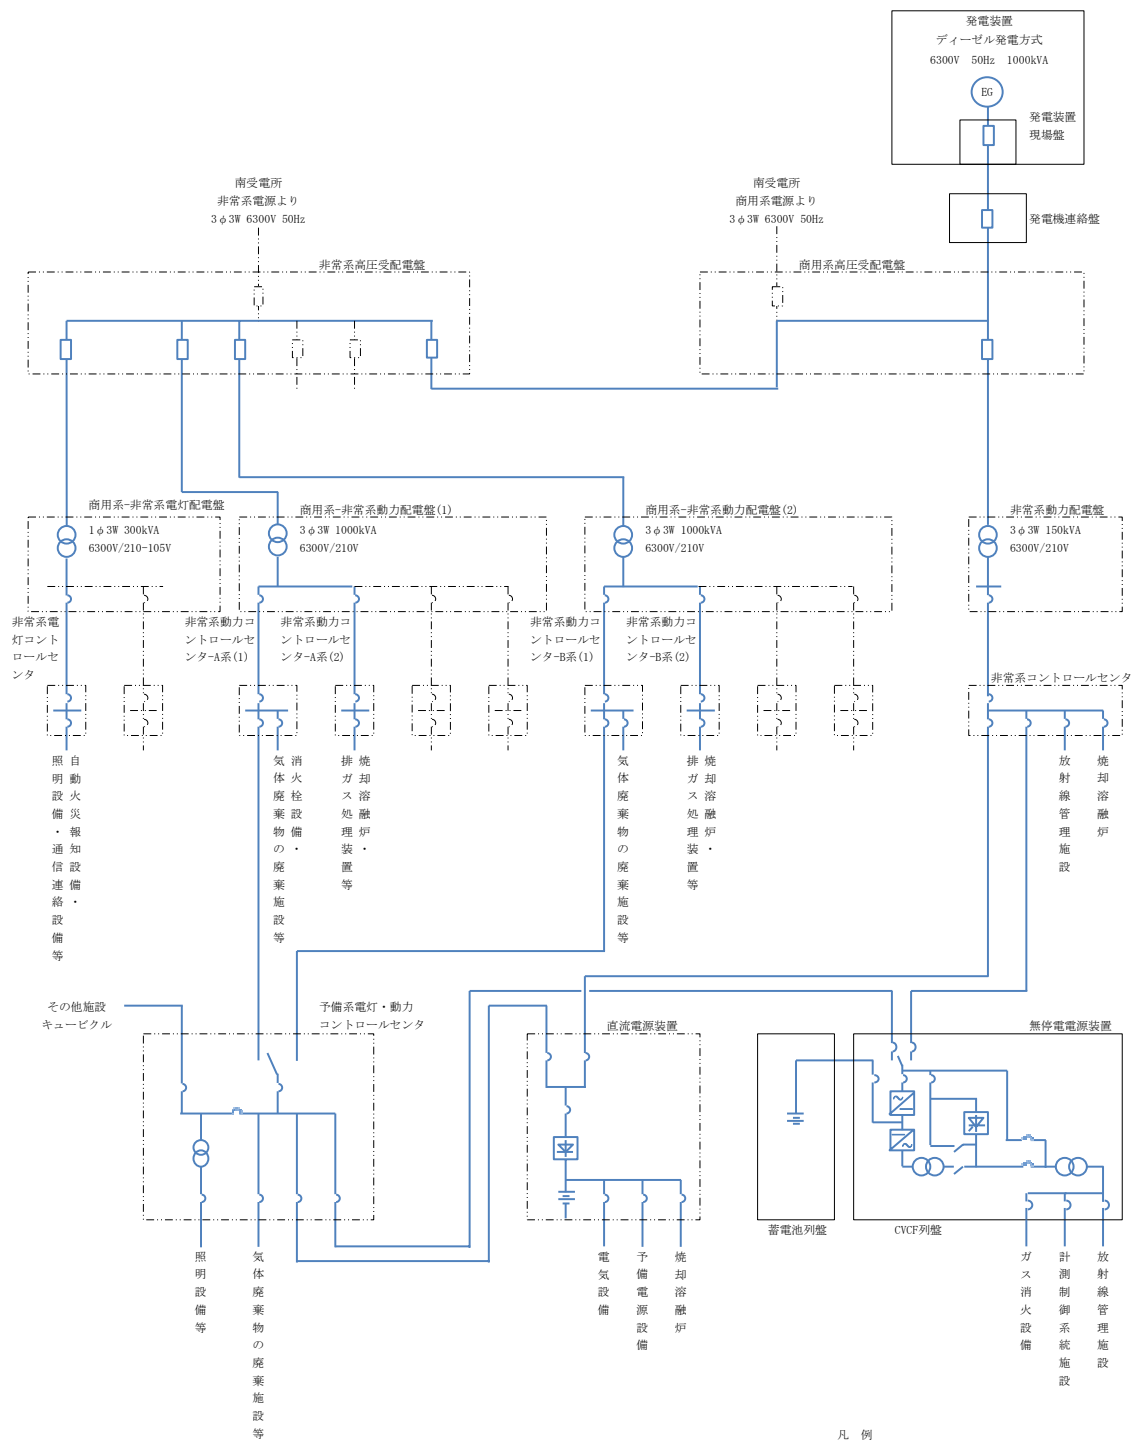 発電装置
ディーゼル発電方式
6300V 50Hz 1000kVA
EG
発電装置
現場盤
発電機連絡盤
南受電所
非常系電源より
3φ3W 6300V 50Hz
南受電所
商用系電源より
3φ3W 6300V 50Hz
非常系高圧受配電盤
商用系高圧受配電盤
商用系-非常系電灯配電盤
1φ3W 300kVA
6300V/210-105V
商用系-非常系動力配電盤(1)
3φ3W 1000kVA
6300V/210V
商用系-非常系動力配電盤(2)
3φ3W 1000kVA
6300V/210V
非常系動力配電盤
3φ3W 150kVA
6300V/210V
非常系電
灯コント
ロールセ
ンタ
非常系動力コ
ントロールセ
ンタ-A系(1)
非常系動力コ
ントロールセ
ンタ-A系(2)
非常系動力コ
ントロールセ
ンタ-B系(1)
非常系動力コ
ントロールセ
ンタ-B系(2)
非常系コントロールセンタ
自動火災報知設備・
照明設備・通信連絡設備等
消火栓設備・
気体廃棄物の廃棄施設等
焼却溶融炉・
排ガス処理装置等
気体廃棄物の廃棄施設等
焼却溶融炉・
排ガス処理装置等
放射線管理施設
焼却溶融炉
その他施設
キュービクル
予備系電灯・動力
コントロールセンタ
直流電源装置
無停電電源装置
蓄電池列盤
CVCF列盤
照明設備等
気体廃棄物の廃棄施設等
電気設備
予備電源設備
焼却溶融炉
ガス消火設備
計測制御系統施設
放射線管理施設
凡 例